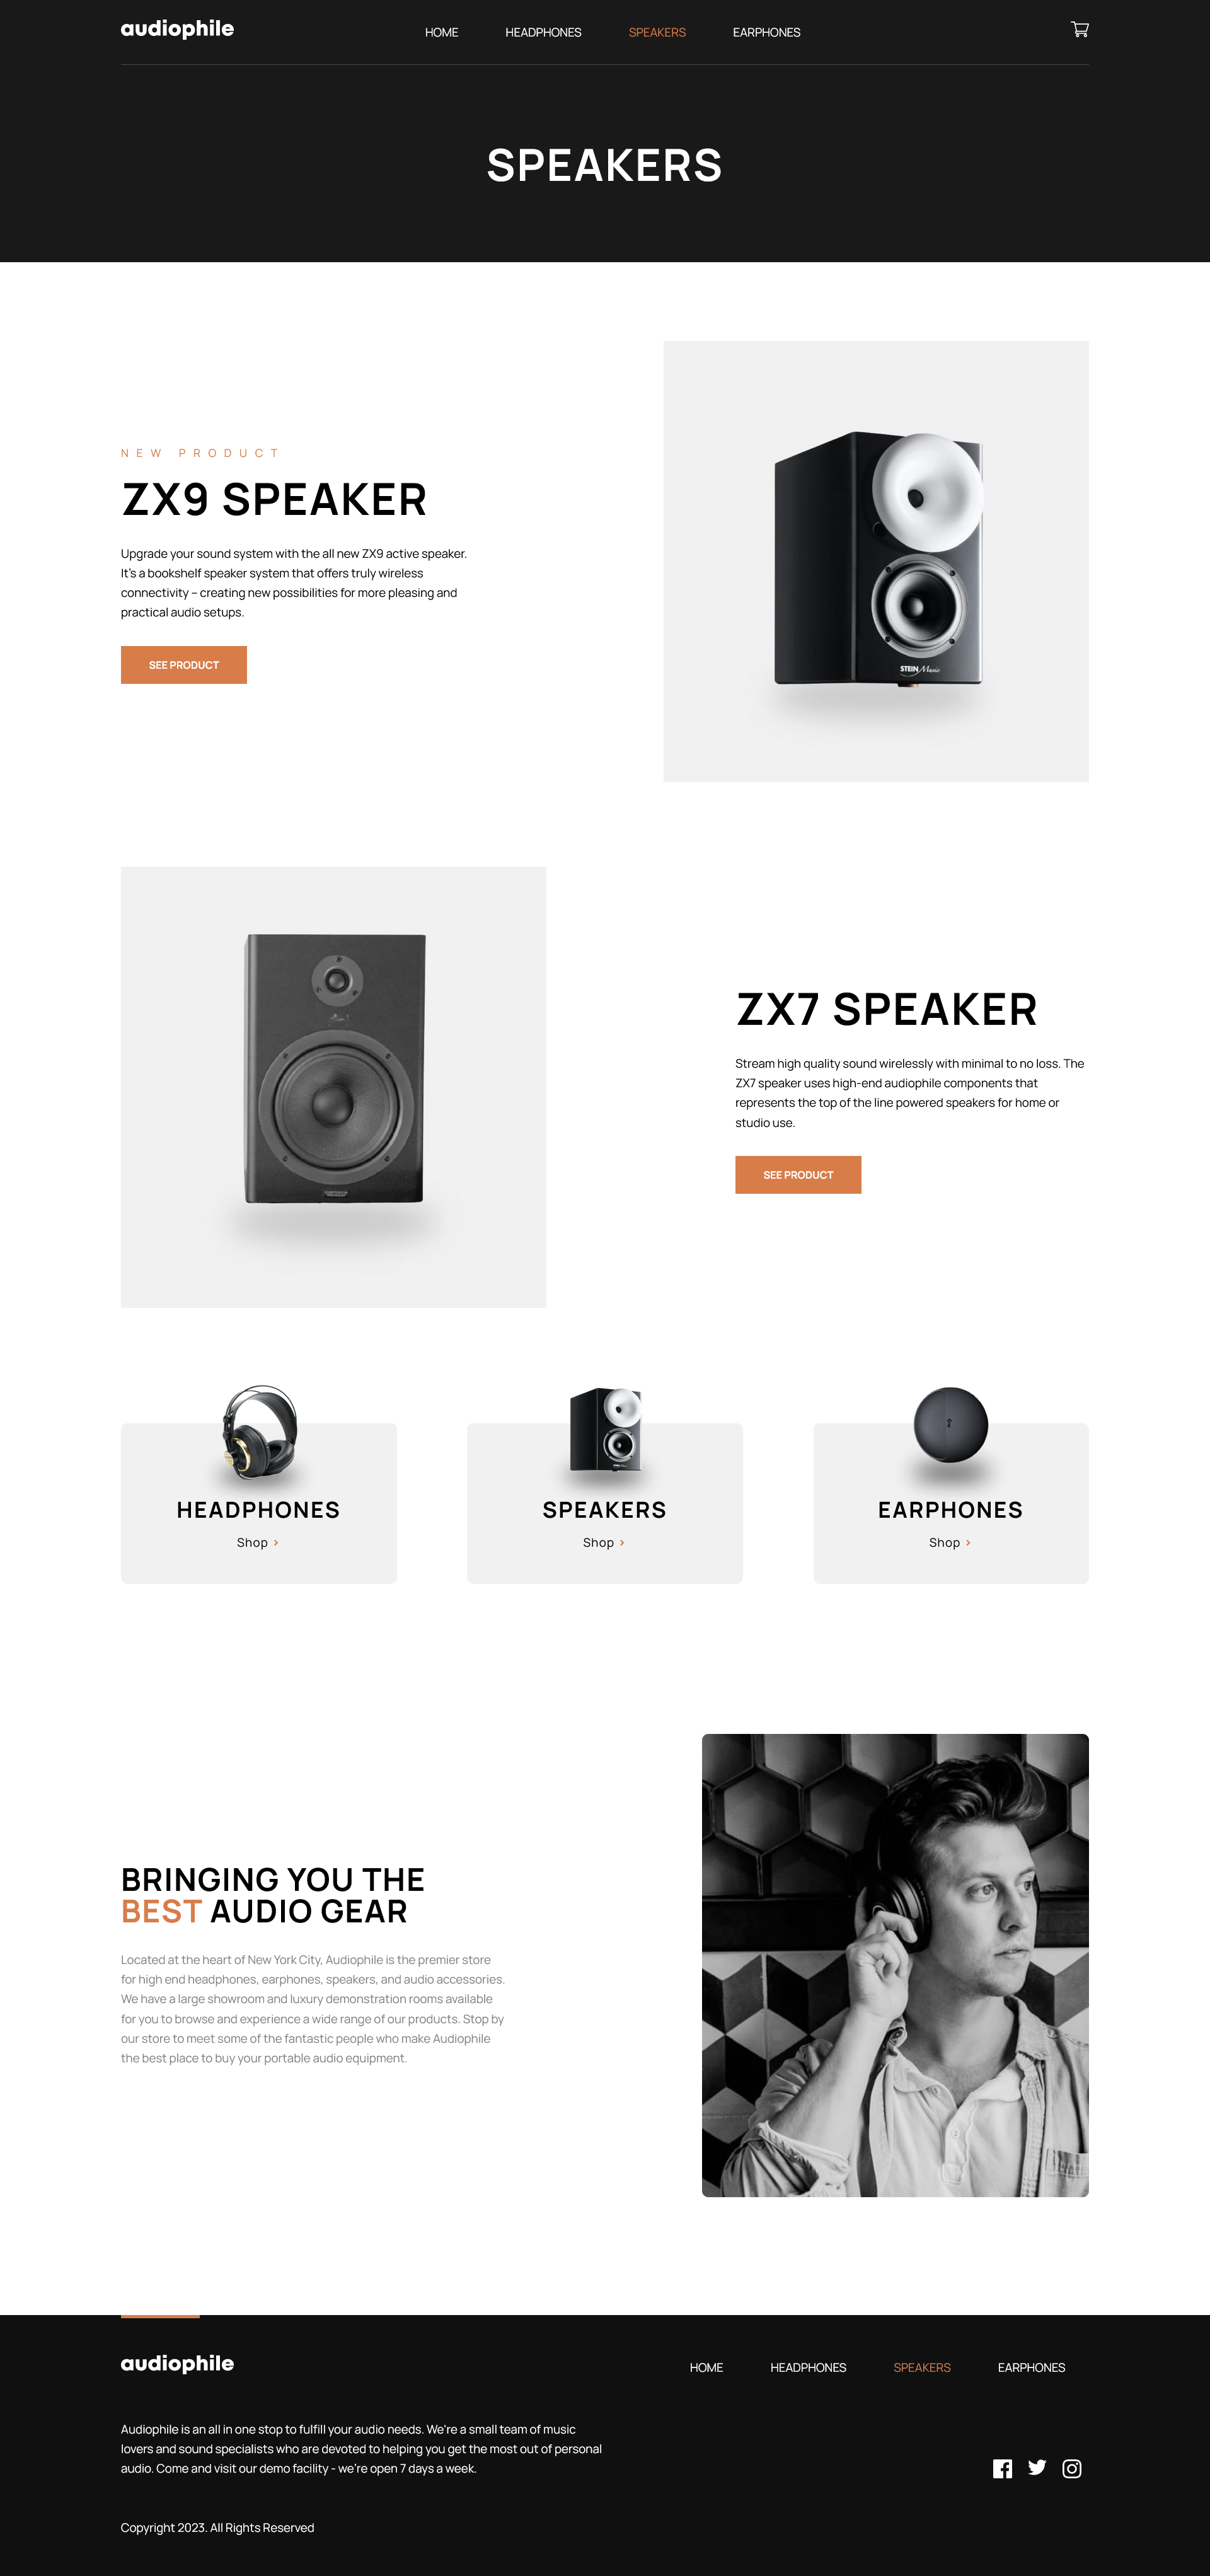 audiophile
HOME HEADPHONES SPEAKERS EARPHONES
SPEAKERS
NEW PRODUCT
ZX9 SPEAKER
Upgrade your sound system with the all new ZX9 active speaker.
It's a bookshelf speaker system that offers truly wireless
connectivity – creating new possibilities for more pleasing and
practical audio setups.
SEE PRODUCT
STEIN Music
ZX7 SPEAKER
Stream high quality sound wirelessly with minimal to no loss. The
ZX7 speaker uses high-end audiophile components that
represents the top of the line powered speakers for home or
studio use.
SEE PRODUCT
HEADPHONES
Shop >
SPEAKERS
Shop >
EARPHONES
Shop >
BRINGING YOU THE
BEST AUDIO GEAR
Located at the heart of New York City, Audiophile is the premier store
for high end headphones, earphones, speakers, and audio accessories.
We have a large showroom and luxury demonstration rooms available
for you to browse and experience a wide range of our products. Stop by
our store to meet some of the fantastic people who make Audiophile
the best place to buy your portable audio equipment.
audiophile
HOME HEADPHONES SPEAKERS EARPHONES
Audiophile is an all in one stop to fulfill your audio needs. We're a small team of music
lovers and sound specialists who are devoted to helping you get the most out of personal
audio. Come and visit our demo facility - we're open 7 days a week.
Copyright 2023. All Rights Reserved